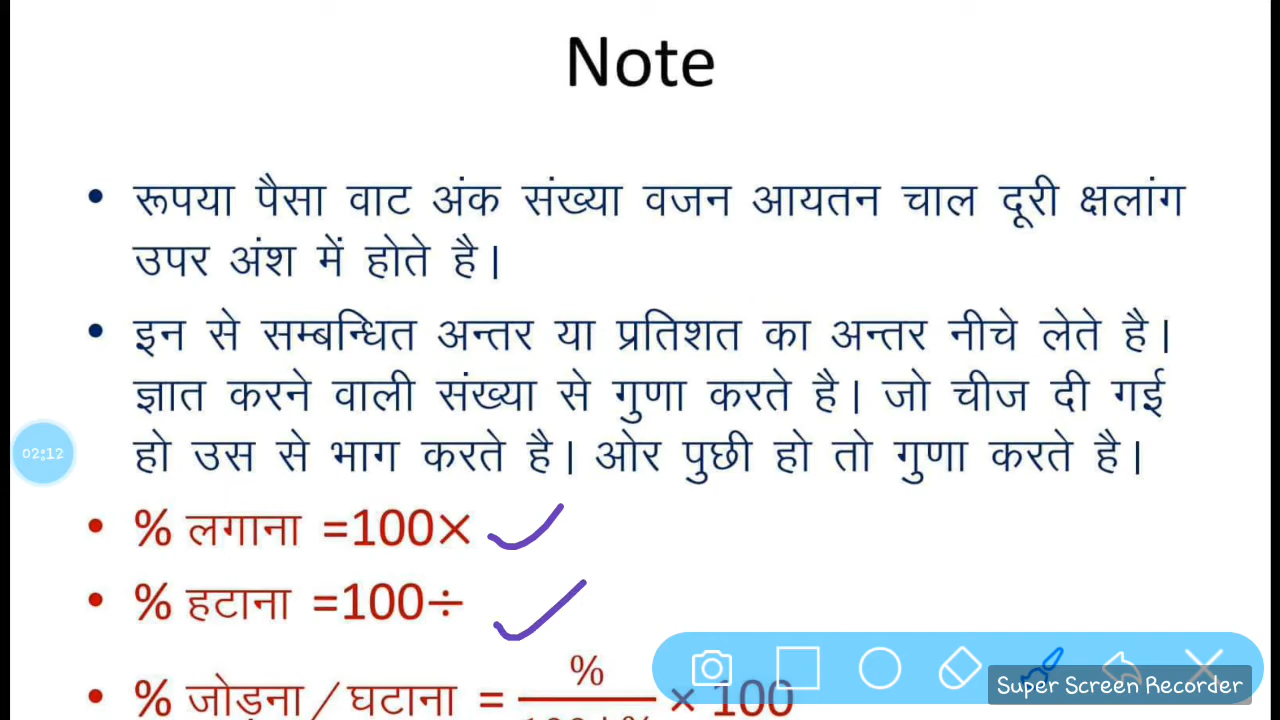 Note
• रूपया पैसा वाट अंक संख्या वजन आयतन चाल दूरी क्षलांग
उपर अंश में होते है।
• इन से सम्बन्धित अन्तर या प्रतिशत का अन्तर नीचे लेते है।
ज्ञात करने वाली संख्या से गुणा करते है। जो चीज दी गई
02:12
हो उस से भाग करते है। ओर पुछी हो तो गुणा करते है।
• % लगाना =100×
• % हटाना =100÷
• % जोड़ना/घटाना = % × 100
Super Screen Recorder